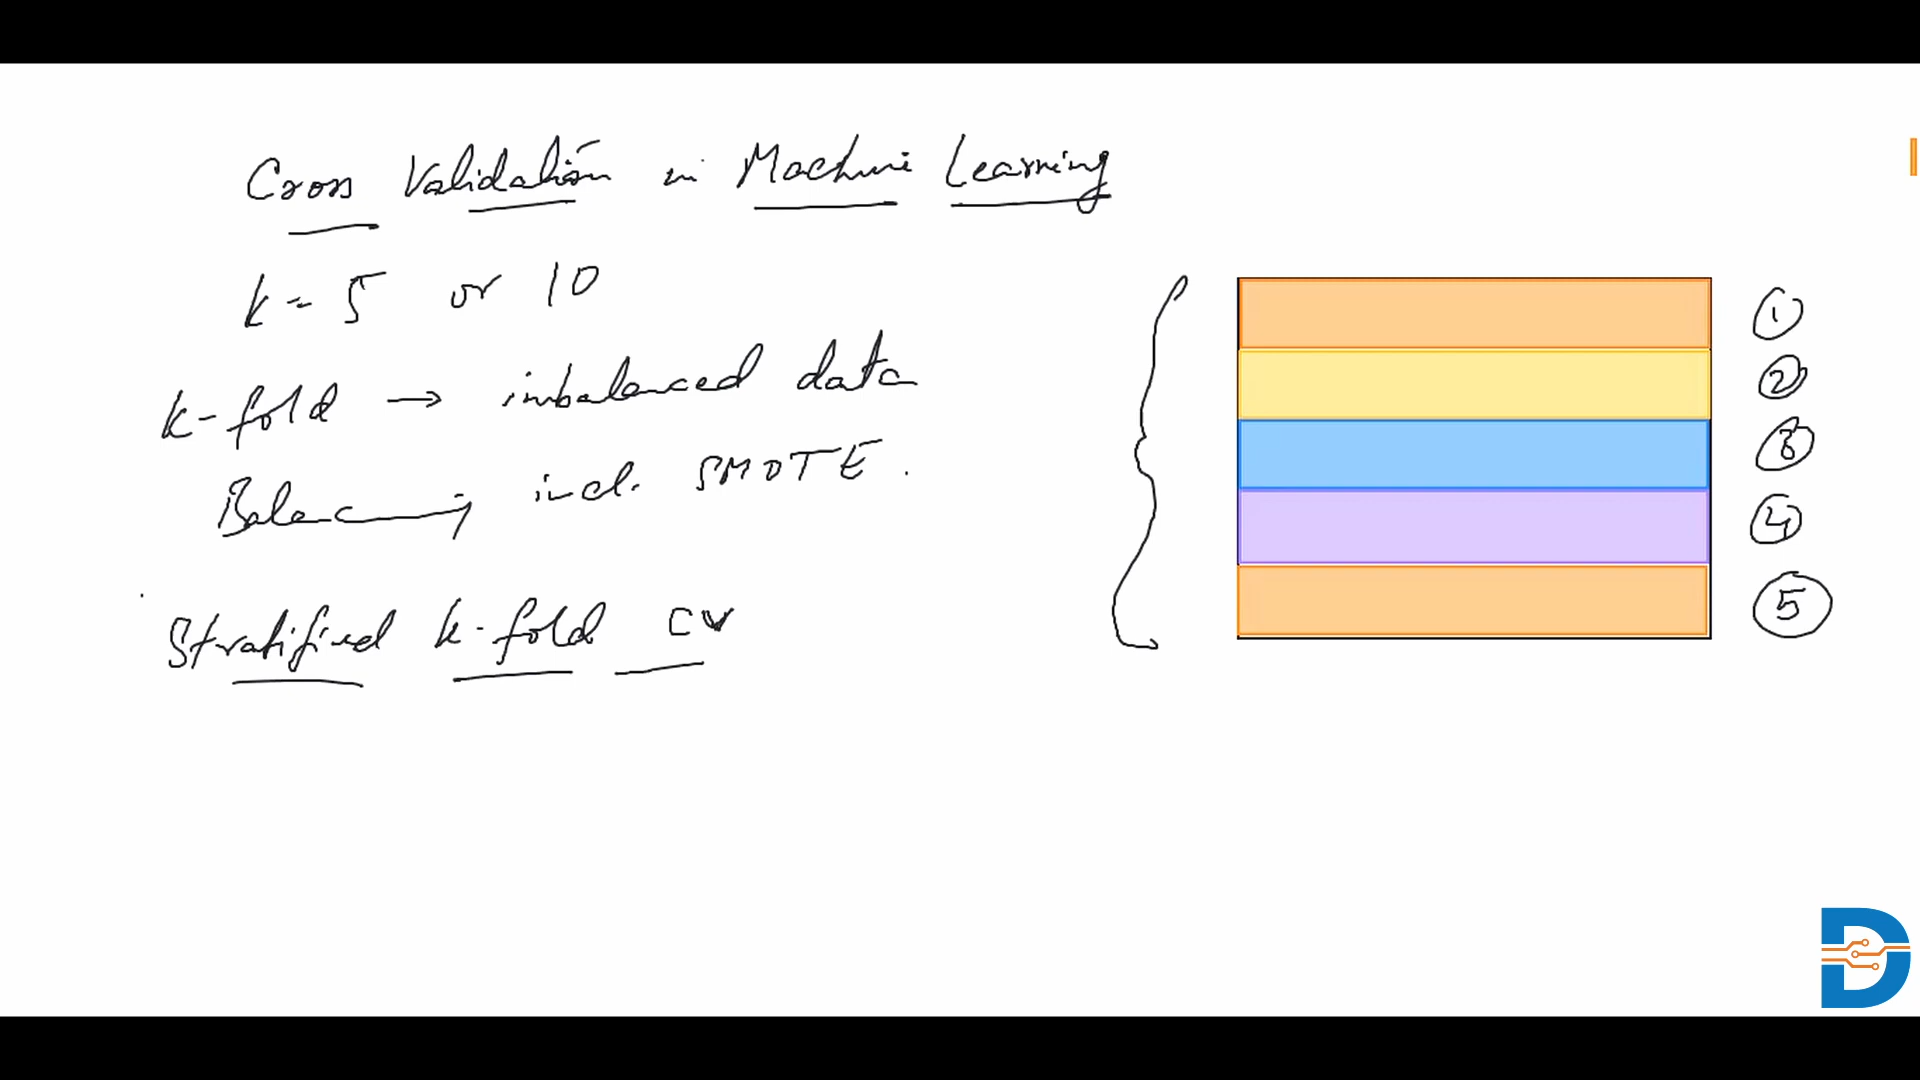 Cross Validation in Machine Learning
k = 5 or 10
k-fold → imbalanced data
Balancing incl. SMOTE.
Stratified k-fold CV
1
2
3
4
5